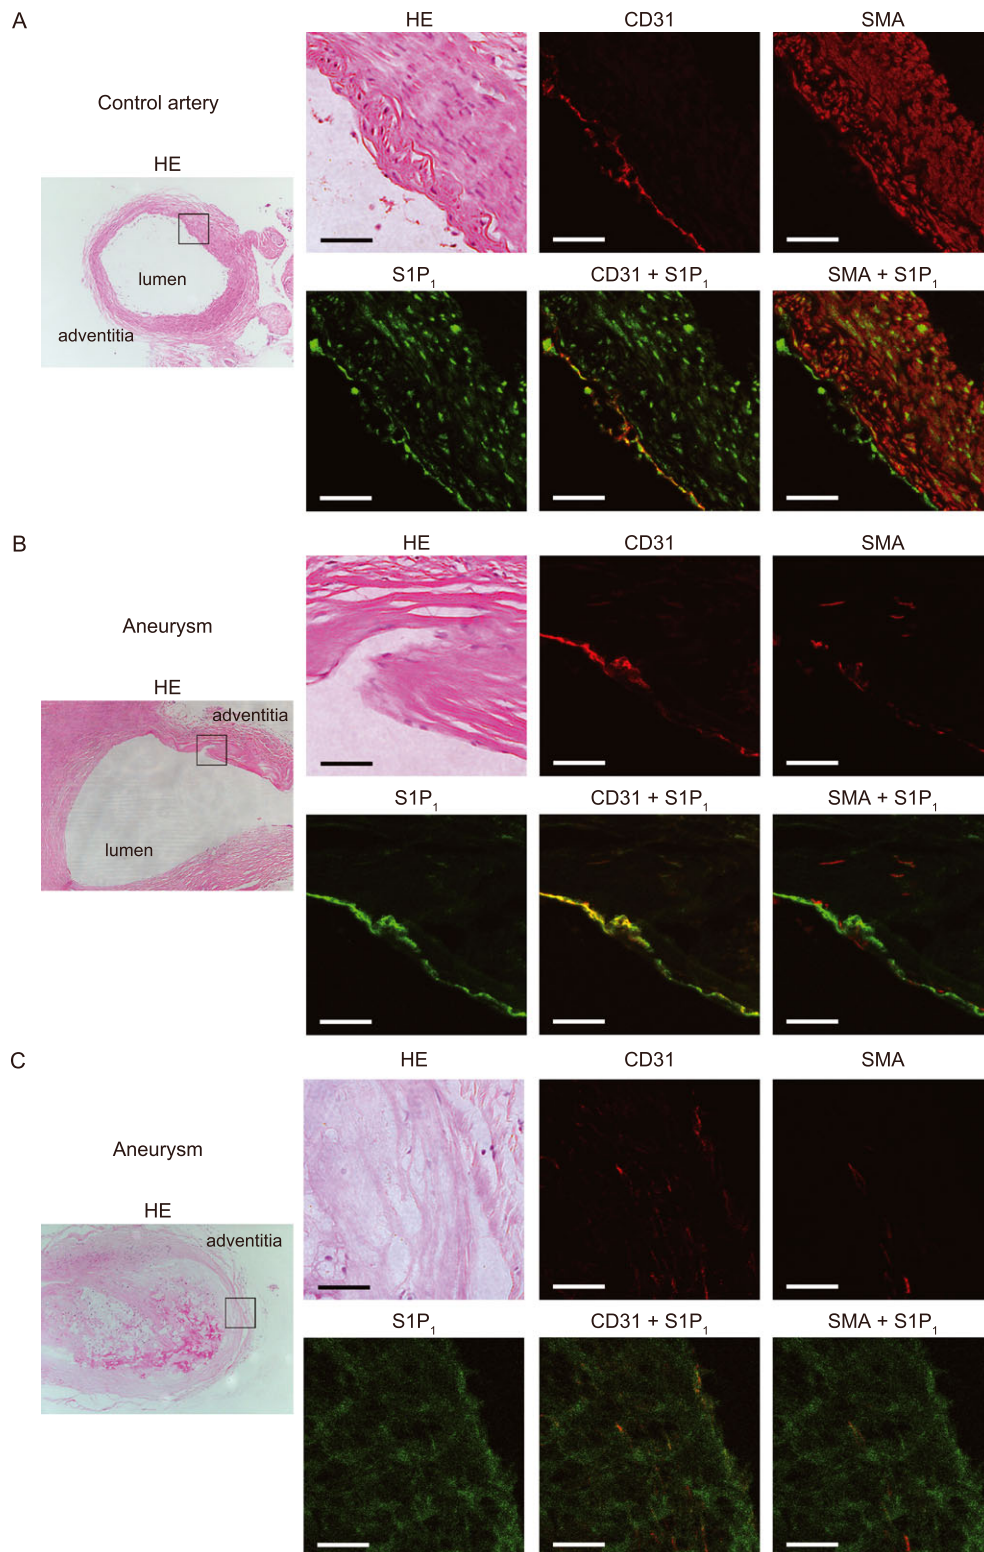 A
HE
CD31
SMA
Control artery
HE
lumen
adventitia
S1P1
CD31 + S1P1
SMA + S1P1
B
HE
CD31
SMA
Aneurysm
HE
adventitia
lumen
S1P1
CD31 + S1P1
SMA + S1P1
C
HE
CD31
SMA
Aneurysm
HE
adventitia
S1P1
CD31 + S1P1
SMA + S1P1